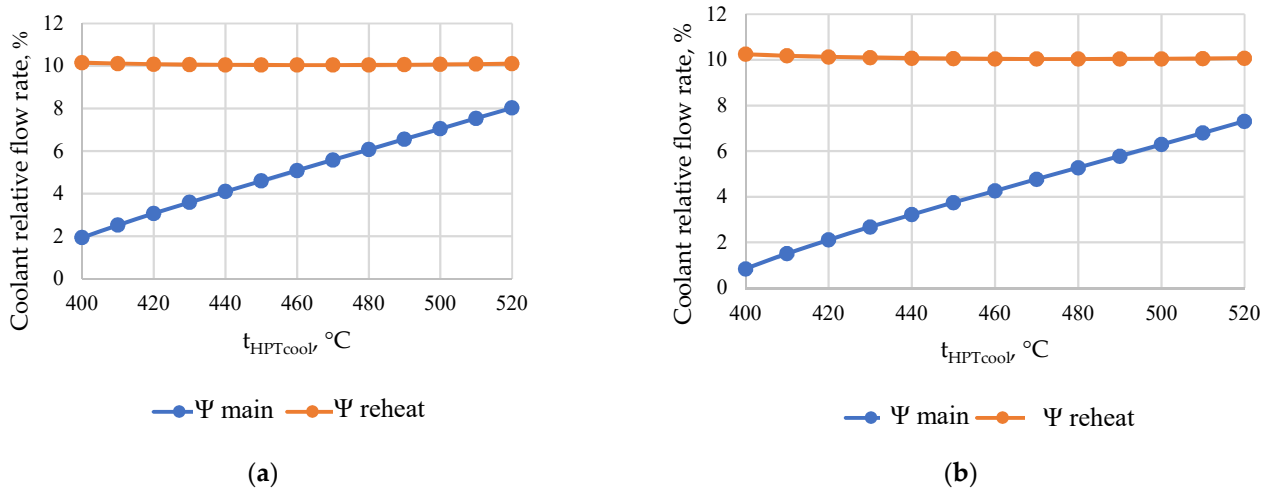 Coolant relative flow rate, %
12
10
8
6
4
2
0
400 420 440 460 480 500 520
tHPTcool, °C
Ψ main Ψ reheat
(a)
Coolant relative flow rate, %
12
10
8
6
4
2
0
400 420 440 460 480 500 520
tHPTcool, °C
Ψ main Ψ reheat
(b)